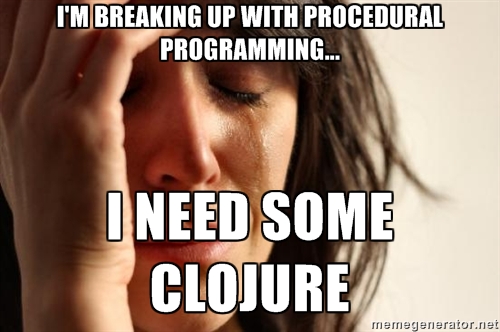 I'M BREAKING UP WITH PROCEDURAL
PROGRAMMING...
I NEED SOME
CLOJURE
memegenerator.net